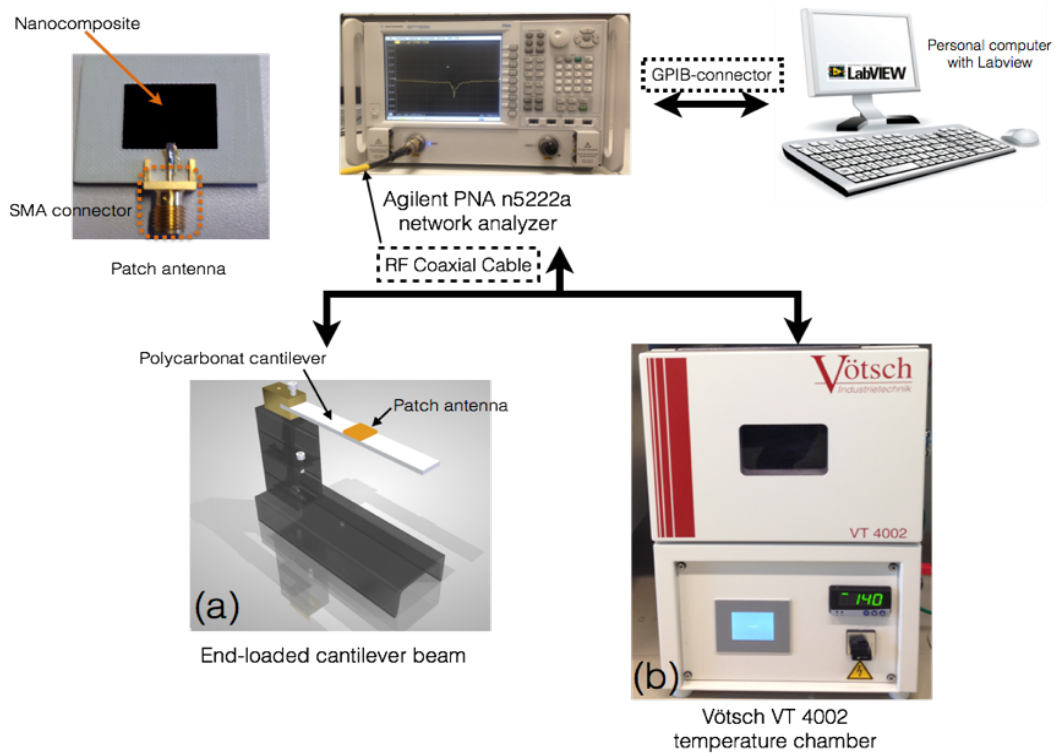 Nanocomposite
SMA connector
Patch antenna
Agilent PNA n5222a
network analyzer
GPIB-connector
LabVIEW
Personal computer
with Labview
RF Coaxial Cable
Polycarbonat cantilever
Patch antenna
(a)
End-loaded cantilever beam
Vötsch
Industrietechnik
VT 4002
-140
(b)
Vötsch VT 4002
temperature chamber